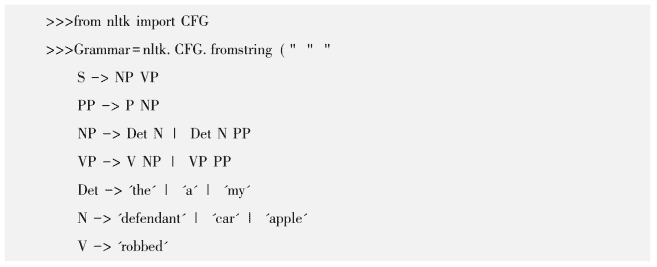 >>>from nltk import CFG
>>>Grammar=nltk. CFG. fromstring ( " " "
S -> NP VP
PP -> P NP
NP -> Det N | Det N PP
VP -> V NP | VP PP
Det -> ´the´ | ´a´ | ´my´
N -> ´defendant´ | ´car´ | ´apple´
V -> ´robbed´